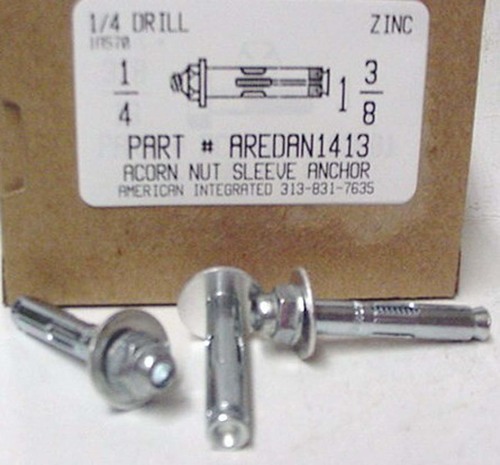 1/4 DRILL ZINC
1AS70
1/4 1 3/8
PART # AREDAN1413
ACORN NUT SLEEVE ANCHOR
AMERICAN INTEGRATED 313-831-7635